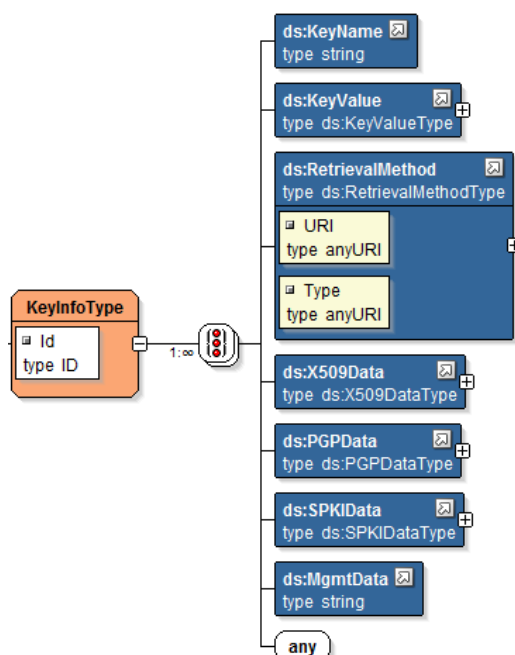 ds:KeyName
type string
ds:KeyValue
type ds:KeyValueType
ds:RetrievalMethod
type ds:RetrievalMethodType
URI
type anyURI
Type
type anyURI
KeyInfoType
Id
type ID
1:∞
ds:X509Data
type ds:X509DataType
ds:PGPData
type ds:PGPDataType
ds:SPKIData
type ds:SPKIDataType
ds:MgmtData
type string
any